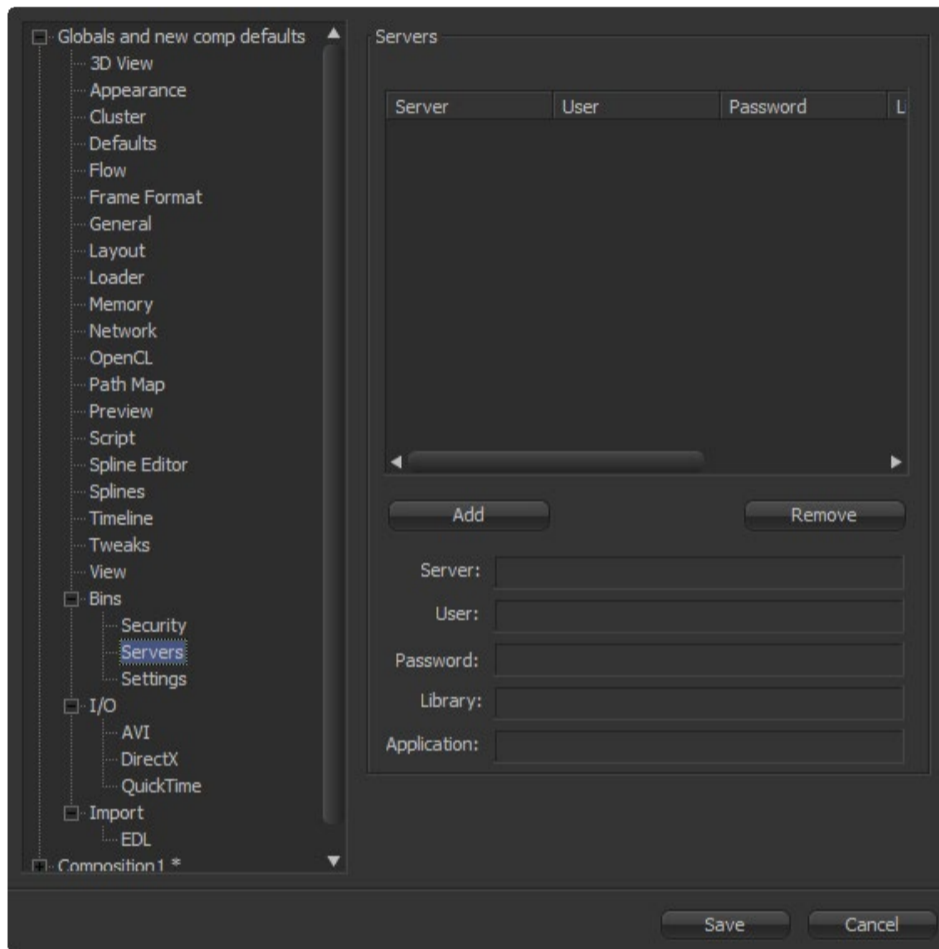 Globals and new comp defaults
3D View
Appearance
Cluster
Defaults
Flow
Frame Format
General
Layout
Loader
Memory
Network
OpenCL
Path Map
Preview
Script
Spline Editor
Splines
Timeline
Tweaks
View
Bins
Security
Servers
Settings
I/O
AVI
DirectX
QuickTime
Import
EDL
Composition1 *
Servers
Server User Password L
Add Remove
Server:
User:
Password:
Library:
Application:
Save Cancel